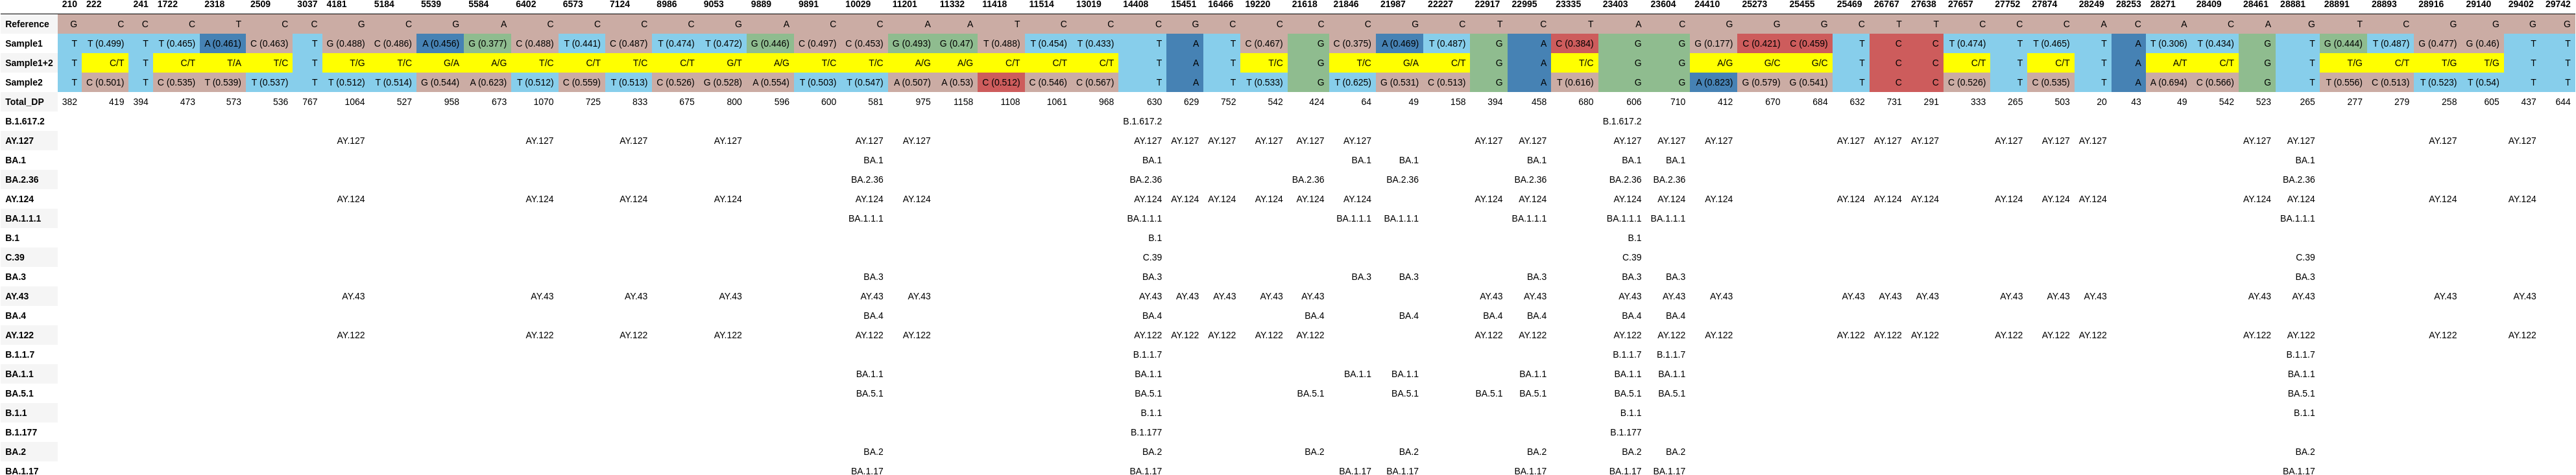 210 222 241 1722 2318 2509 3037 4181 5184 5539 5584 6402 6573 7124 8986 9053 9889 9891 10029 11201 11332 11418 11514 13019 14408 15451 16466 19220 21618 21846 21987 22227 22917 22995 23335 23403 23604 24410 25273 25455 25469 26767 27638 27657 27752 27874 28249 28253 28271 28409 28461 28881 28891 28893 28916 29140 29402 29742
Reference G C C C T C C G C G A C C C C G A C C A A T C C C G C C C C G C T C T A C G G G C T T C C C A C A C A G T C G G G G
Sample1 T T (0.499) T T (0.465) A (0.461) C (0.463) T G (0.488) C (0.486) A (0.456) G (0.377) C (0.488) T (0.441) C (0.487) T (0.474) T (0.472) G (0.446) C (0.497) C (0.453) G (0.493) G (0.47) T (0.488) T (0.454) T (0.433) T A T C (0.467) G C (0.375) A (0.469) T (0.487) G A C (0.384) G G G (0.177) C (0.421) C (0.459) T C C T (0.474) T T (0.465) T A T (0.306) T (0.434) G T G (0.444) T (0.487) G (0.477) G (0.46) T T
Sample1+2 T C/T T C/T T/A T/C T T/G T/C G/A A/G T/C C/T T/C C/T G/T A/G T/C T/C A/G A/G C/T C/T C/T T A T T/C G T/C G/A C/T G A T/C G G A/G G/C G/C T C C C/T T C/T T A A/T C/T G T T/G C/T T/G T/G T T
Sample2 T C (0.501) T C (0.535) T (0.539) T (0.537) T T (0.512) T (0.514) G (0.544) A (0.623) T (0.512) C (0.559) T (0.513) C (0.526) G (0.528) A (0.554) T (0.503) T (0.547) A (0.507) A (0.53) C (0.512) C (0.546) C (0.567) T A T T (0.533) G T (0.625) G (0.531) C (0.513) G A T (0.616) G G A (0.823) G (0.579) G (0.541) T C C C (0.526) T C (0.535) T A A (0.694) C (0.566) G T T (0.556) C (0.513) T (0.523) T (0.54) T T
Total_DP 382 419 394 473 573 536 767 1064 527 958 673 1070 725 833 675 800 596 600 581 975 1158 1108 1061 968 630 629 752 542 424 64 49 158 394 458 680 606 710 412 670 684 632 731 291 333 265 503 20 43 49 542 523 265 277 279 258 605 437 644
B.1.617.2 B.1.617.2 B.1.617.2
AY.127 AY.127 AY.127 AY.127 AY.127 AY.127 AY.127 AY.127 AY.127 AY.127 AY.127 AY.127 AY.127 AY.127 AY.127 AY.127 AY.127 AY.127 AY.127 AY.127 AY.127 AY.127 AY.127 AY.127 AY.127 AY.127 AY.127 AY.127
BA.1 BA.1 BA.1 BA.1 BA.1 BA.1 BA.1 BA.1 BA.1
BA.2.36 BA.2.36 BA.2.36 BA.2.36 BA.2.36 BA.2.36 BA.2.36 BA.2.36 BA.2.36
AY.124 AY.124 AY.124 AY.124 AY.124 AY.124 AY.124 AY.124 AY.124 AY.124 AY.124 AY.124 AY.124 AY.124 AY.124 AY.124 AY.124 AY.124 AY.124 AY.124 AY.124 AY.124 AY.124 AY.124 AY.124 AY.124 AY.124 AY.124
BA.1.1.1 BA.1.1.1 BA.1.1.1 BA.1.1.1 BA.1.1.1 BA.1.1.1 BA.1.1.1 BA.1.1.1 BA.1.1.1
B.1 B.1 B.1
C.39 C.39 C.39 C.39
BA.3 BA.3 BA.3 BA.3 BA.3 BA.3 BA.3 BA.3 BA.3
AY.43 AY.43 AY.43 AY.43 AY.43 AY.43 AY.43 AY.43 AY.43 AY.43 AY.43 AY.43 AY.43 AY.43 AY.43 AY.43 AY.43 AY.43 AY.43 AY.43 AY.43 AY.43 AY.43 AY.43 AY.43 AY.43 AY.43
BA.4 BA.4 BA.4 BA.4 BA.4 BA.4 BA.4 BA.4 BA.4 BA.4
AY.122 AY.122 AY.122 AY.122 AY.122 AY.122 AY.122 AY.122 AY.122 AY.122 AY.122 AY.122 AY.122 AY.122 AY.122 AY.122 AY.122 AY.122 AY.122 AY.122 AY.122 AY.122 AY.122 AY.122 AY.122 AY.122 AY.122
B.1.1.7 B.1.1.7 B.1.1.7 B.1.1.7 B.1.1.7
BA.1.1 BA.1.1 BA.1.1 BA.1.1 BA.1.1 BA.1.1 BA.1.1 BA.1.1 BA.1.1
BA.5.1 BA.5.1 BA.5.1 BA.5.1 BA.5.1 BA.5.1 BA.5.1 BA.5.1 BA.5.1 BA.5.1
B.1.1 B.1.1 B.1.1 B.1.1
B.1.177 B.1.177 B.1.177
BA.2 BA.2 BA.2 BA.2 BA.2 BA.2 BA.2 BA.2 BA.2
BA.1.17 BA.1.17 BA.1.17 BA.1.17 BA.1.17 BA.1.17 BA.1.17 BA.1.17 BA.1.17